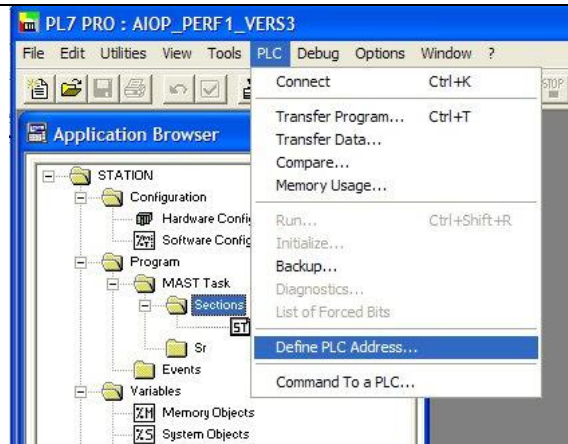 PL7 PRO : AIOP_PERF1_VERS3
File Edit Utilities View Tools PLC Debug Options Window ?
STOP
Application Browser
STATION
Configuration
Hardware Confi
Software Config
Program
MAST Task
Sections
ST
Sr
Events
Variables
%M Memory Objects
%S System Objects
Connect Ctrl+K
Transfer Program... Ctrl+T
Transfer Data...
Compare...
Memory Usage...
Run... Ctrl+Shift+R
Initialize...
Backup...
Diagnostics...
List of Forced Bits
Define PLC Address...
Command To a PLC...